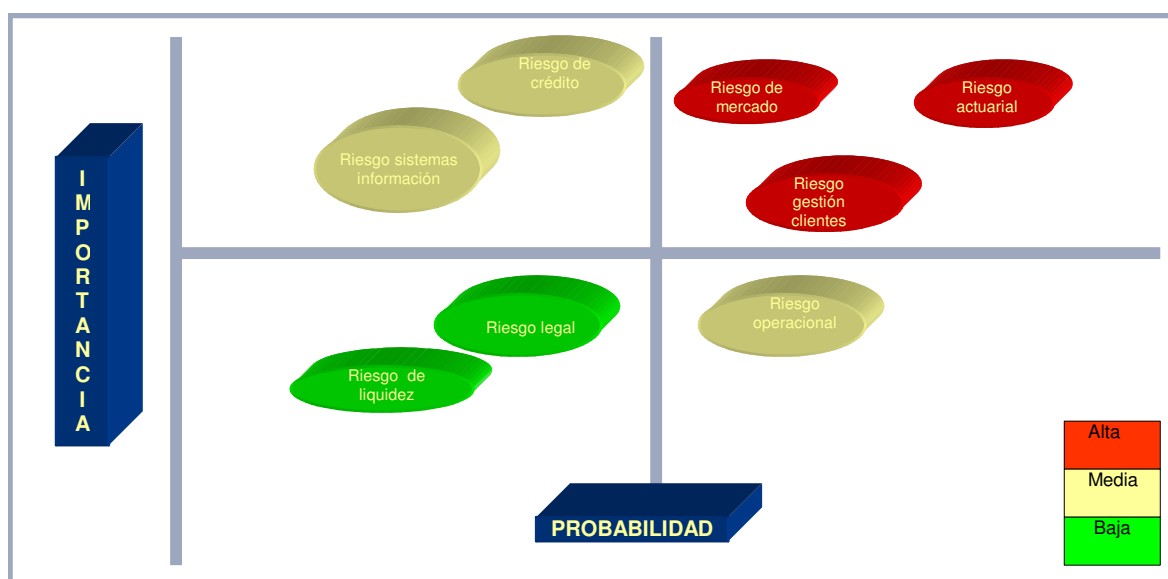 Riesgo de
crédito
Riesgo de
mercado
Riesgo
actuarial
Riesgo sistemas
información
Riesgo
gestión
clientes
IMPORTANCIA
Riesgo legal
Riesgo
operacional
Riesgo de
liquidez
Alta
Media
Baja
PROBABILIDAD